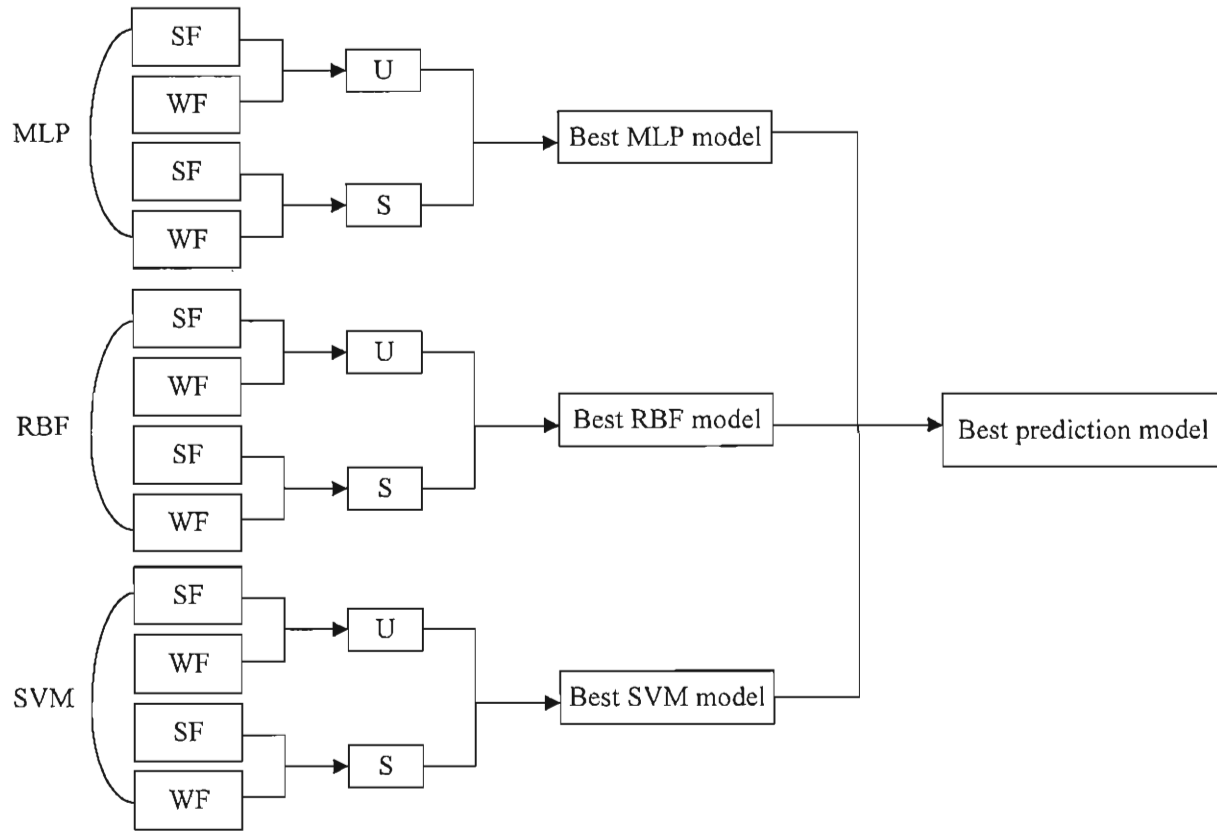 MLP
SF
WF
SF
WF
U
S
Best MLP model
RBF
SF
WF
SF
WF
U
S
Best RBF model
SVM
SF
WF
SF
WF
U
S
Best SVM model
Best prediction model